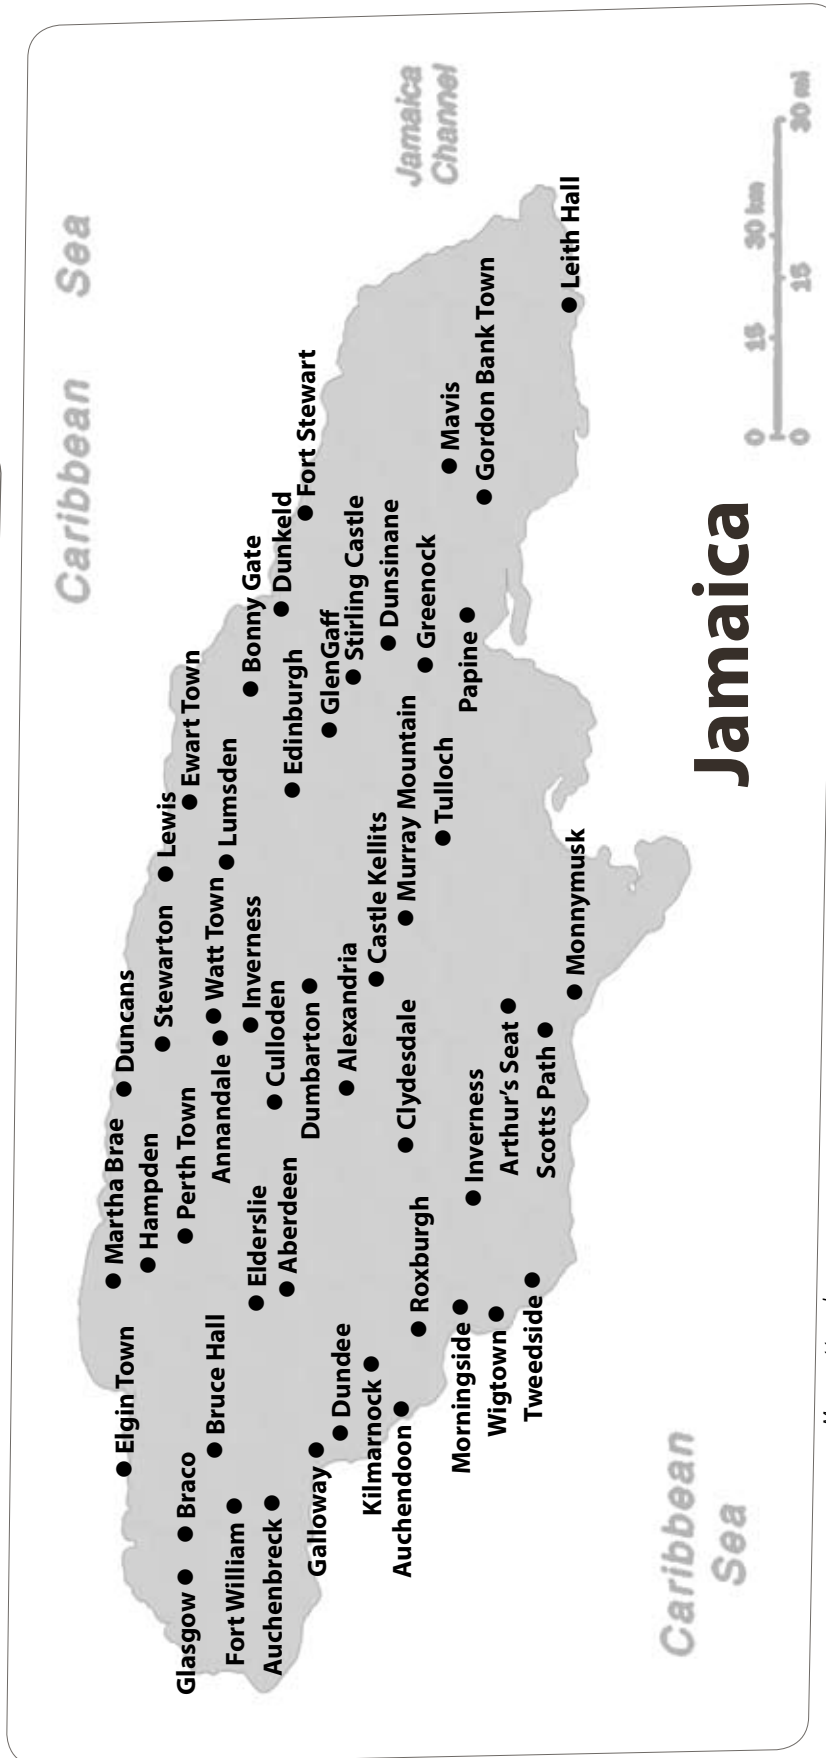 Caribbean Sea
Jamaica
Channel
Elgin Town
Martha Brae
Duncans
Hampden
Stewarton
Lewis
Ewart Town
Glasgow
Braco
Perth Town
Annandale
Watt Town
Lumsden
Bonny Gate
Dunkeld
Fort Stewart
Fort William
Bruce Hall
Elderslie
Inverness
Culloden
Edinburgh
Auchenbreck
Aberdeen
Dumbarton
GlenGaff
Stirling Castle
Galloway
Dundee
Alexandria
Castle Kellits
Dunsinane
Kilmarnock
Auchendoon
Roxburgh
Clydesdale
Murray Mountain
Greenock
Mavis
Morningside
Inverness
Tulloch
Papine
Gordon Bank Town
Wigtown
Arthur's Seat
Tweedside
Scotts Path
Monnymusk
Leith Hall
Caribbean
Sea
Jamaica
0 15 30 km
0 15 30 mi